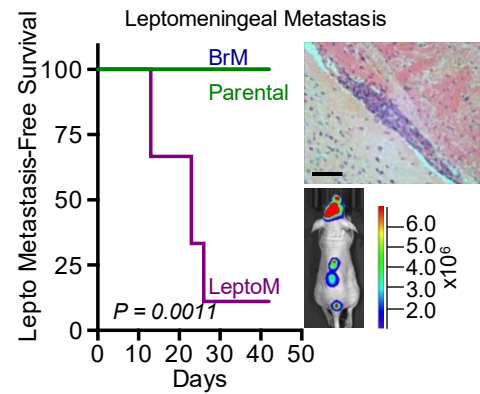 Leptomeningeal Metastasis
Lepto Metastasis-Free Survival
100
75
50
25
0
BrM
Parental
LeptoM
P = 0.0011
0 10 20 30 40 50
Days
6.0
5.0
4.0
3.0
2.0
x10⁶